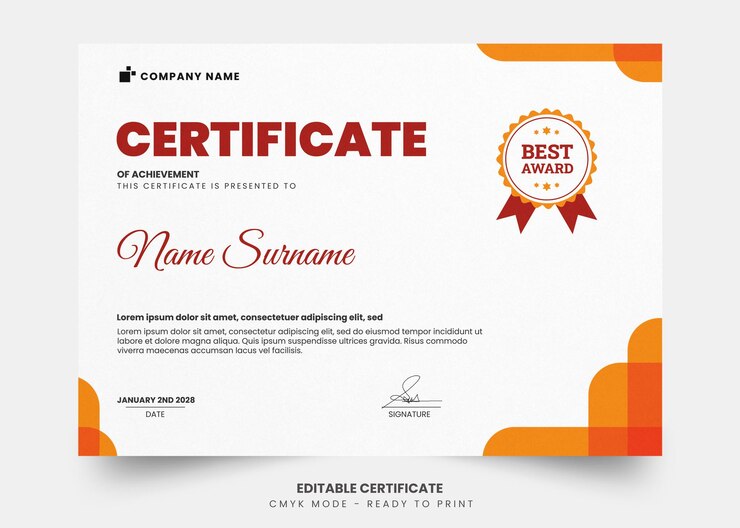 COMPANY NAME
CERTIFICATE
OF ACHIEVEMENT
THIS CERTIFICATE IS PRESENTED TO
BEST
AWARD
Name Surname
Lorem ipsum dolor sit amet, consectetuer adipiscing elit, sed
Lorem ipsum dolor sit amet, consectetur adipiscing elit, sed do eiusmod tempor incididunt ut
labore et dolore magna aliqua. Quis ipsum suspendisse ultrices gravida. Risus commodo
viverra maecenas accumsan lacus vel facilisis.
JANUARY 2ND 2028
DATE
SIGNATURE
EDITABLE CERTIFICATE
CMYK MODE - READY TO PRINT